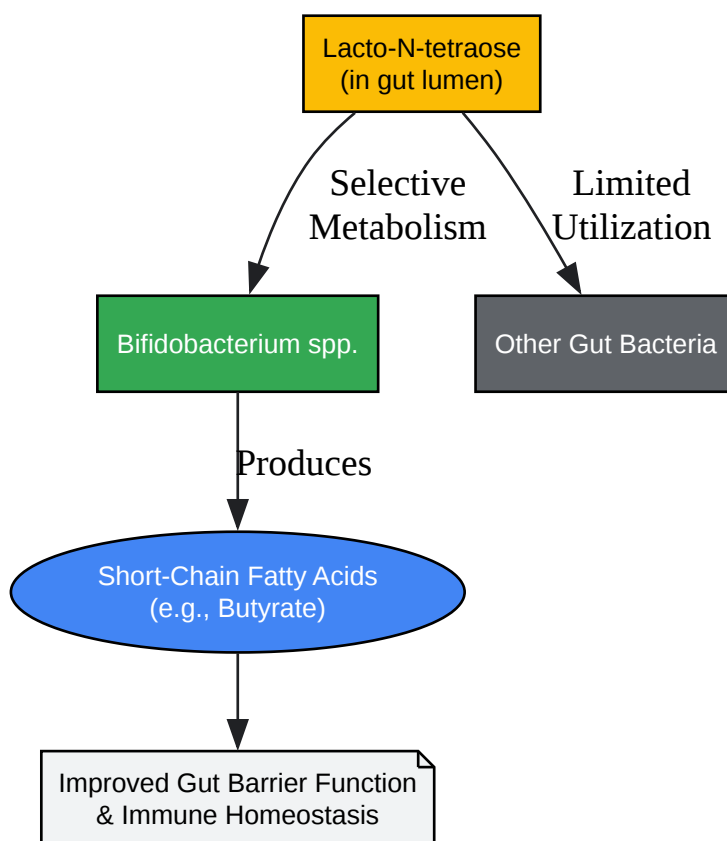 Lacto-N-tetraose
(in gut lumen)
Selective
Metabolism
Limited
Utilization
Bifidobacterium spp.
Other Gut Bacteria
Produces
Short-Chain Fatty Acids
(e.g., Butyrate)
Improved Gut Barrier Function
& Immune Homeostasis